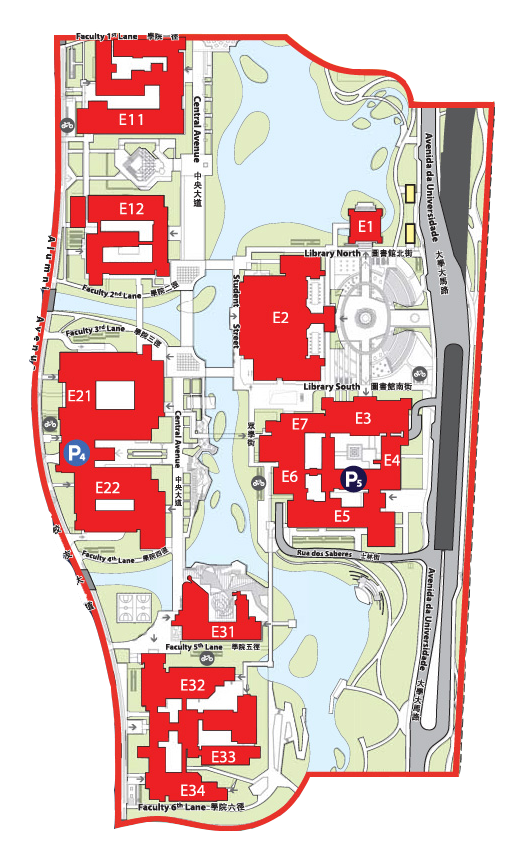 Faculty 1st Lane 學院一徑
E11
Central Avenue 中央大道
Avenida da Universidade 大學大馬路
E12
E1
Library North 圖書館北街
Alumni Avenue 校友大道
Faculty 2nd Lane 學院二徑
Student Street
E2
Faculty 3rd Lane 學院三徑
Library South 圖書館南街
E21
Central Avenue 中央大道
眾學街
E7
E3
P4
E4
E6
P5
E22
E5
Faculty 4th Lane 學院四徑
Rua dos Saberes 士林街
Avenida da Universidade 大學大馬路
E31
Faculty 5th Lane 學院五徑
E32
E33
E34
Faculty 6th Lane 學院六徑